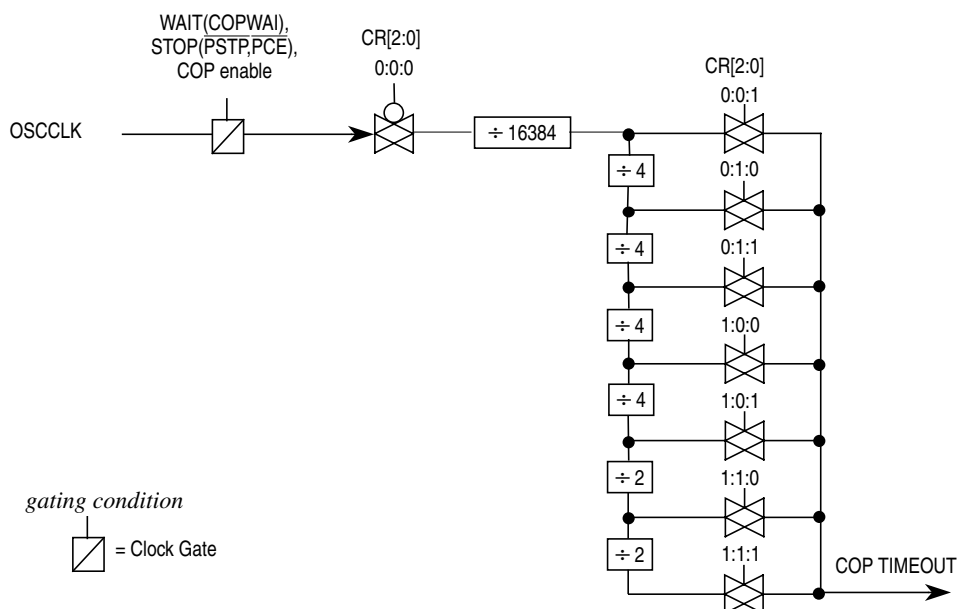 WAIT(COPWAI),
STOP(PSTP,PCE),
COP enable
CR[2:0]
0:0:0
CR[2:0]
0:0:1
OSCCLK
÷ 16384
÷ 4
0:1:0
÷ 4
0:1:1
÷ 4
1:0:0
÷ 4
1:0:1
÷ 2
1:1:0
÷ 2
1:1:1
gating condition
= Clock Gate
COP TIMEOUT